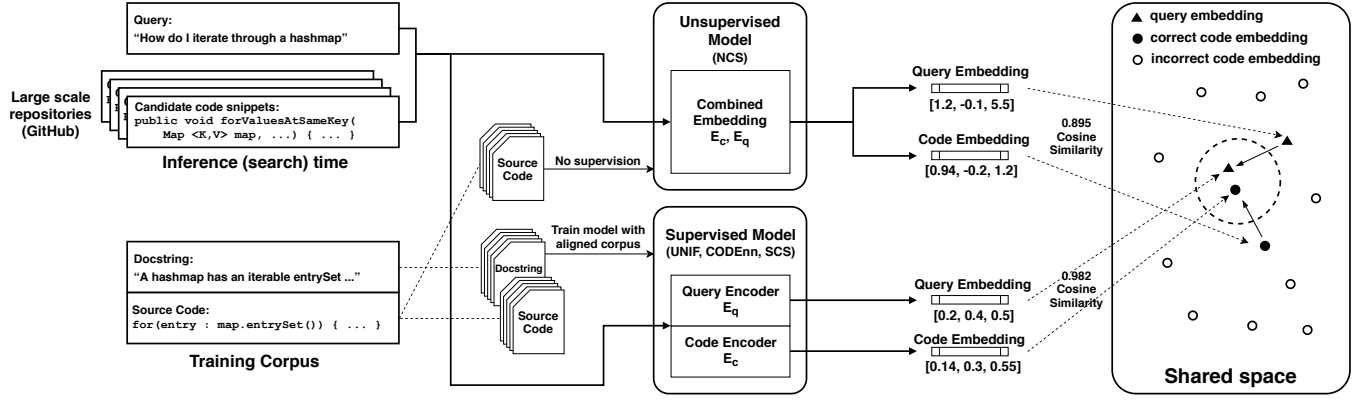 Query:
“How do I iterate through a hashmap”
Large scale
repositories
(GitHub)
Candidate code snippets:
public void forValuesAtSameKey(
Map <K,V> map, ...) { ... }
Inference (search) time
Docstring:
“A hashmap has an iterable entrySet ...”
Source Code:
for(entry : map.entrySet()) { ... }
Training Corpus
Source
Code
No supervision
Docstring
Source
Code
Train model with
aligned corpus
Unsupervised
Model
(NCS)
Combined
Embedding
E_c, E_q
Supervised Model
(UNIF, CODEnn, SCS)
Query Encoder
E_q
Code Encoder
E_c
Query Embedding
[1.2, -0.1, 5.5]
Code Embedding
[0.94, -0.2, 1.2]
Query Embedding
[0.2, 0.4, 0.5]
Code Embedding
[0.14, 0.3, 0.55]
0.895
Cosine
Similarity
0.982
Cosine
Similarity
query embedding
correct code embedding
incorrect code embedding
Shared space